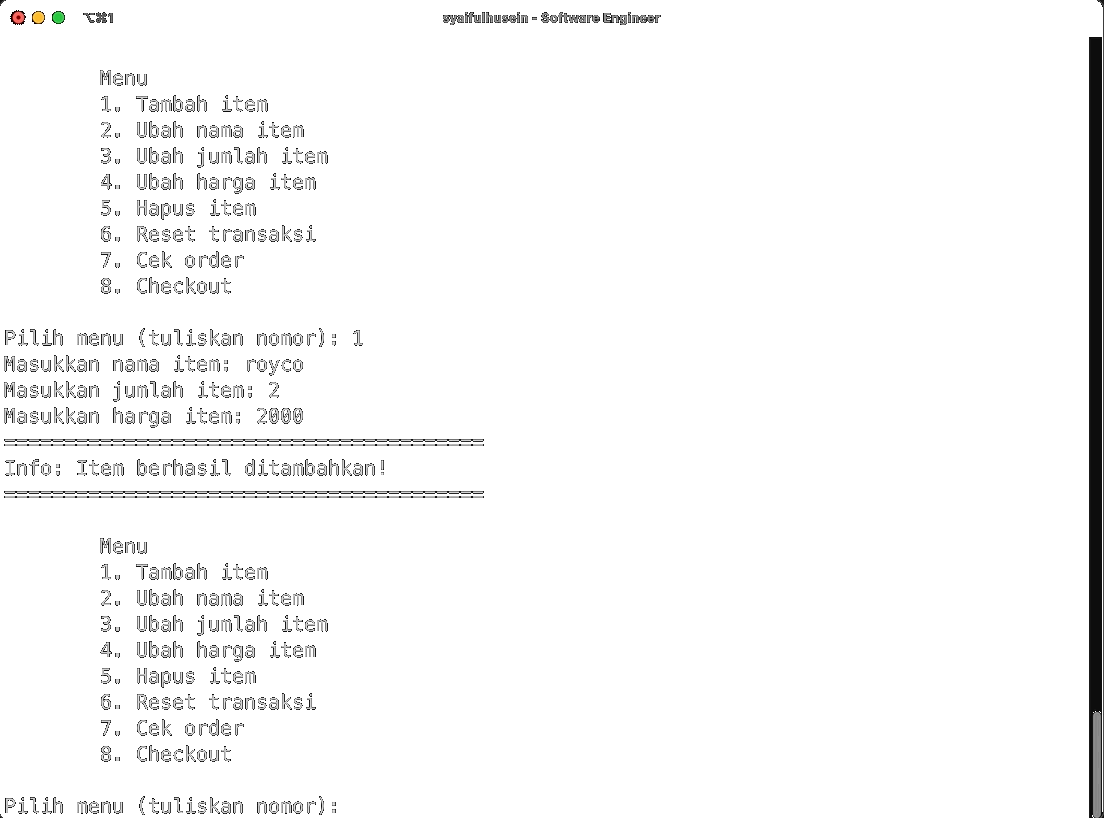 ⌥⌘1
syaifulhusein - Software Engineer
Menu
1. Tambah item
2. Ubah nama item
3. Ubah jumlah item
4. Ubah harga item
5. Hapus item
6. Reset transaksi
7. Cek order
8. Checkout
Pilih menu (tuliskan nomor): 1
Masukkan nama item: royco
Masukkan jumlah item: 2
Masukkan harga item: 2000
========================================
Info: Item berhasil ditambahkan!
========================================
Menu
1. Tambah item
2. Ubah nama item
3. Ubah jumlah item
4. Ubah harga item
5. Hapus item
6. Reset transaksi
7. Cek order
8. Checkout
Pilih menu (tuliskan nomor):